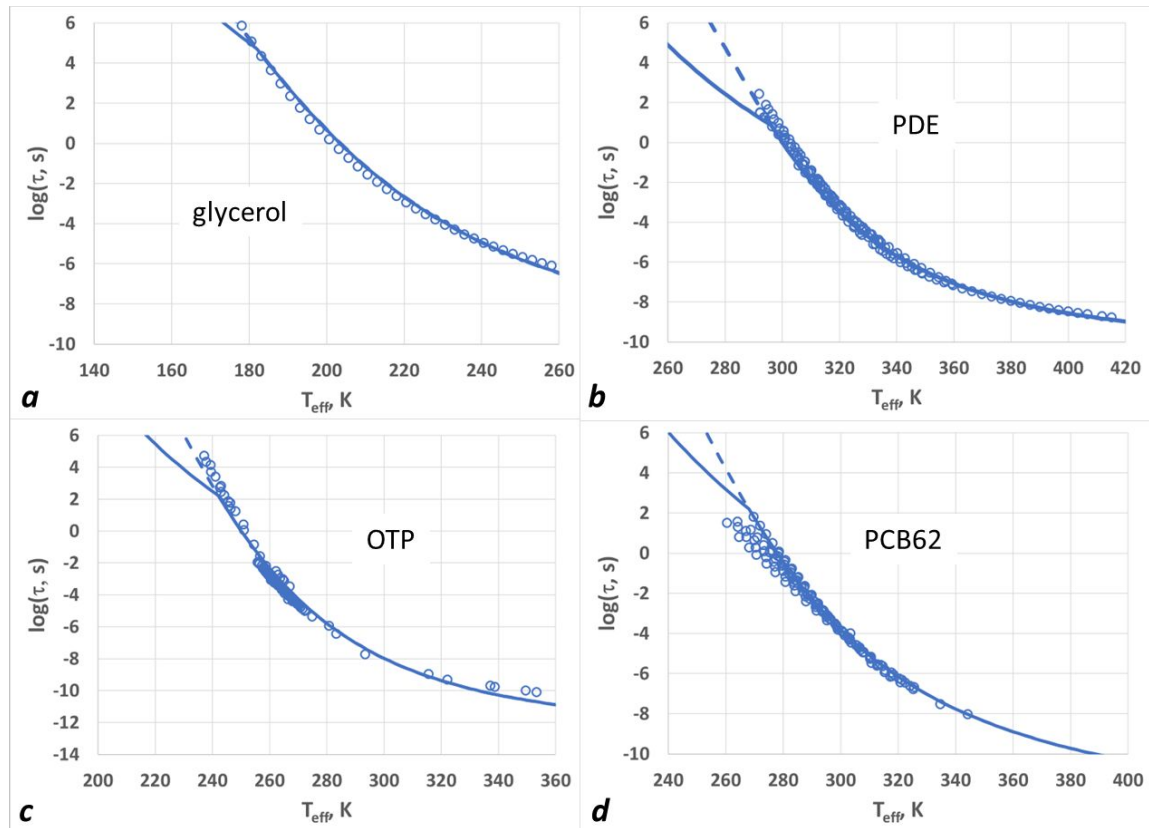 6
4
2
0
-2
-4
-6
-8
-10
log(τ, s)
glycerol
140 160 180 200 220 240 260
T_eff, K
a
6
4
2
0
-2
-4
-6
-8
-10
log(τ, s)
PDE
260 280 300 320 340 360 380 400 420
T_eff, K
b
6
4
2
0
-2
-4
-6
-8
-10
-12
-14
log(τ, s)
OTP
200 220 240 260 280 300 320 340 360
T_eff, K
c
6
4
2
0
-2
-4
-6
-8
-10
log(τ, s)
PCB62
240 260 280 300 320 340 360 380 400
T_eff, K
d